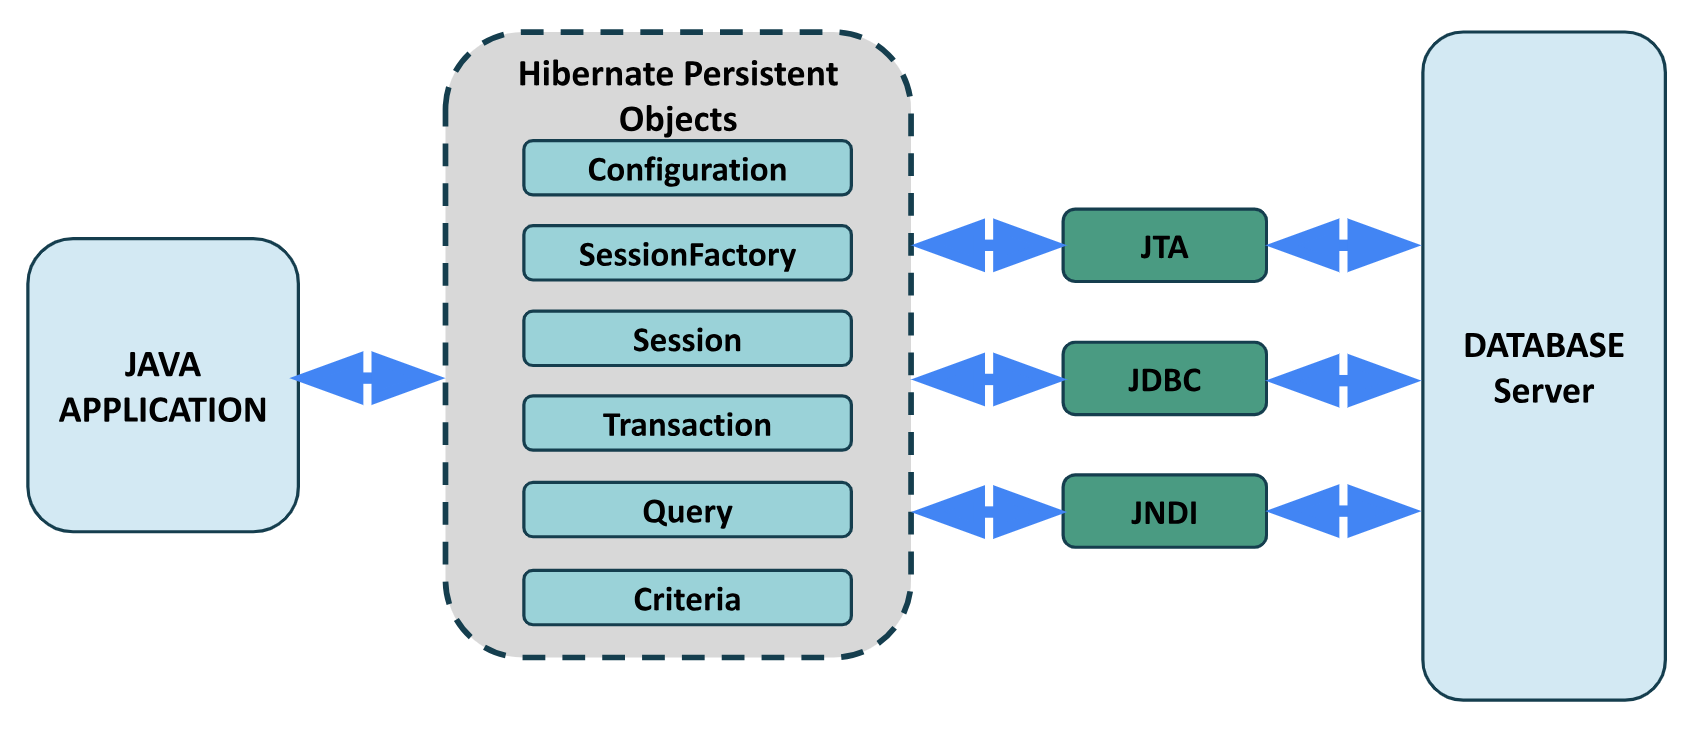 JAVA
APPLICATION
Hibernate Persistent
Objects
Configuration
SessionFactory
Session
Transaction
Query
Criteria
JTA
JDBC
JNDI
DATABASE
Server